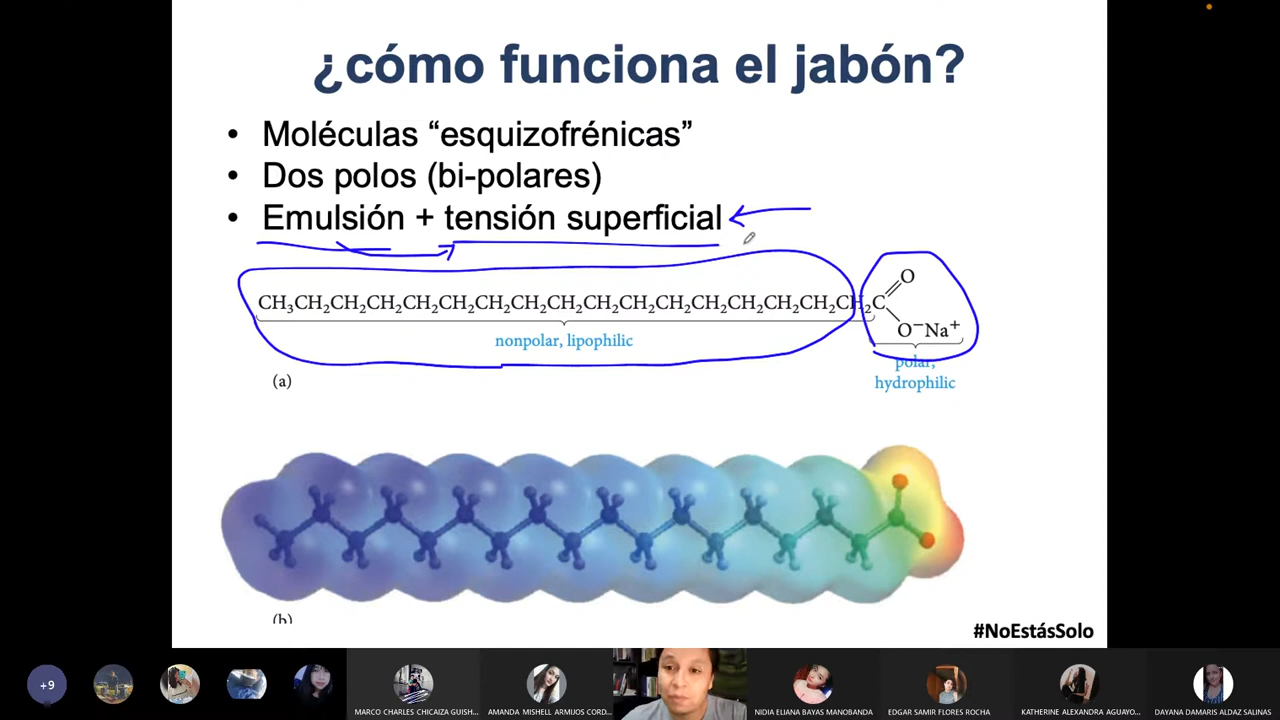 ¿cómo funciona el jabón?
• Moléculas “esquizofrénicas”
• Dos polos (bi-polares)
• Emulsión + tensión superficial
O
CH₃CH₂CH₂CH₂CH₂CH₂CH₂CH₂CH₂CH₂CH₂CH₂CH₂CH₂CH₂CH₂CH₂C
O⁻Na⁺
nonpolar, lipophilic
polar,
hydrophilic
(a)
(b)
#NoEstásSolo
+9
MARCO CHARLES CHICAIZA GUISH...
AMANDA MISHELL ARMIJOS CORD...
NIDIA ELIANA BAYAS MANOBANDA
EDGAR SAMIR FLORES ROCHA
KATHERINE ALEXANDRA AGUAYO...
DAYANA DAMARIS ALDAZ SALINAS